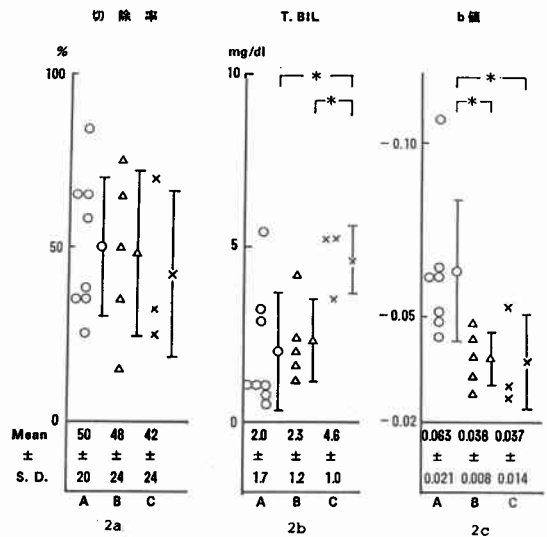 切除率
%
100
50
0
Mean 50 48 42
± ± ±
S. D. 20 24 24
A B C
2a
T. BIL
mg/dl
10
5
0
* *
2.0 2.3 4.6
± ± ±
1.7 1.2 1.0
A B C
2b
b値
* *
-0.10
-0.05
-0.02
0.063 0.038 0.037
± ± ±
0.021 0.008 0.014
A B C
2c